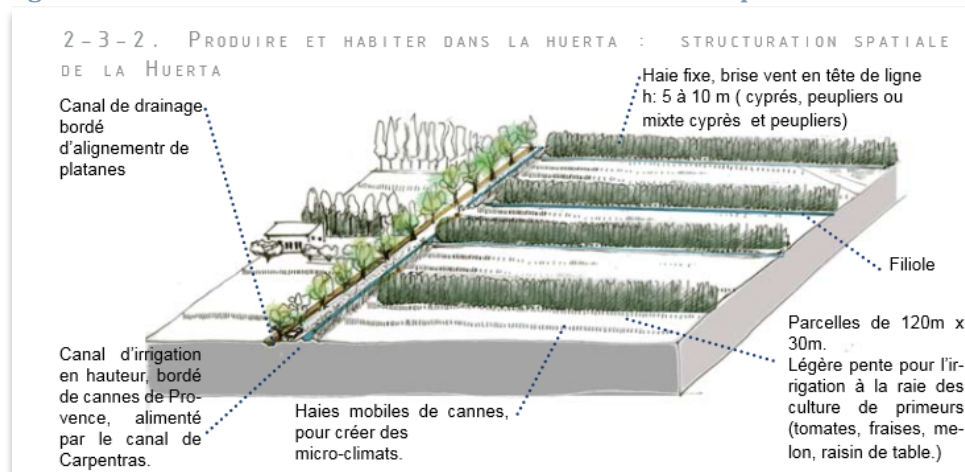 2-3-2. PRODUIRE ET HABITER DANS LA HUERTA : STRUCTURATION SPATIALE
DE LA HUERTA
Haie fixe, brise vent en tête de ligne
h: 5 à 10 m ( cyprés, peupliers ou
mixte cyprès et peupliers)
Canal de drainage
bordé
d'alignementr de
platanes
Filiole
Parcelles de 120m x
30m.
Légère pente pour l'ir-
rigation à la raie des
culture de primeurs
(tomates, fraises, me-
lon, raisin de table.)
Canal d'irrigation
en hauteur, bordé
de cannes de Pro-
vence, alimenté
par le canal de
Carpentras.
Haies mobiles de cannes,
pour créer des
micro-climats.